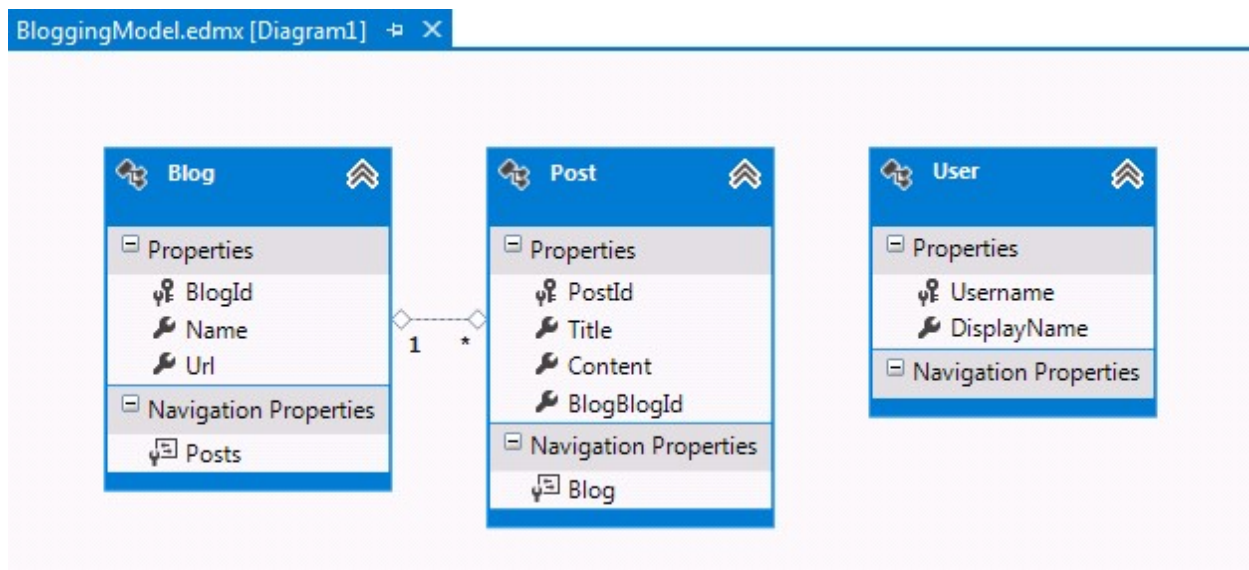 BloggingModel.edmx [Diagram1]
Blog
Properties
BlogId
Name
Url
Navigation Properties
Posts
1 *
Post
Properties
PostId
Title
Content
BlogBlogId
Navigation Properties
Blog
User
Properties
Username
DisplayName
Navigation Properties